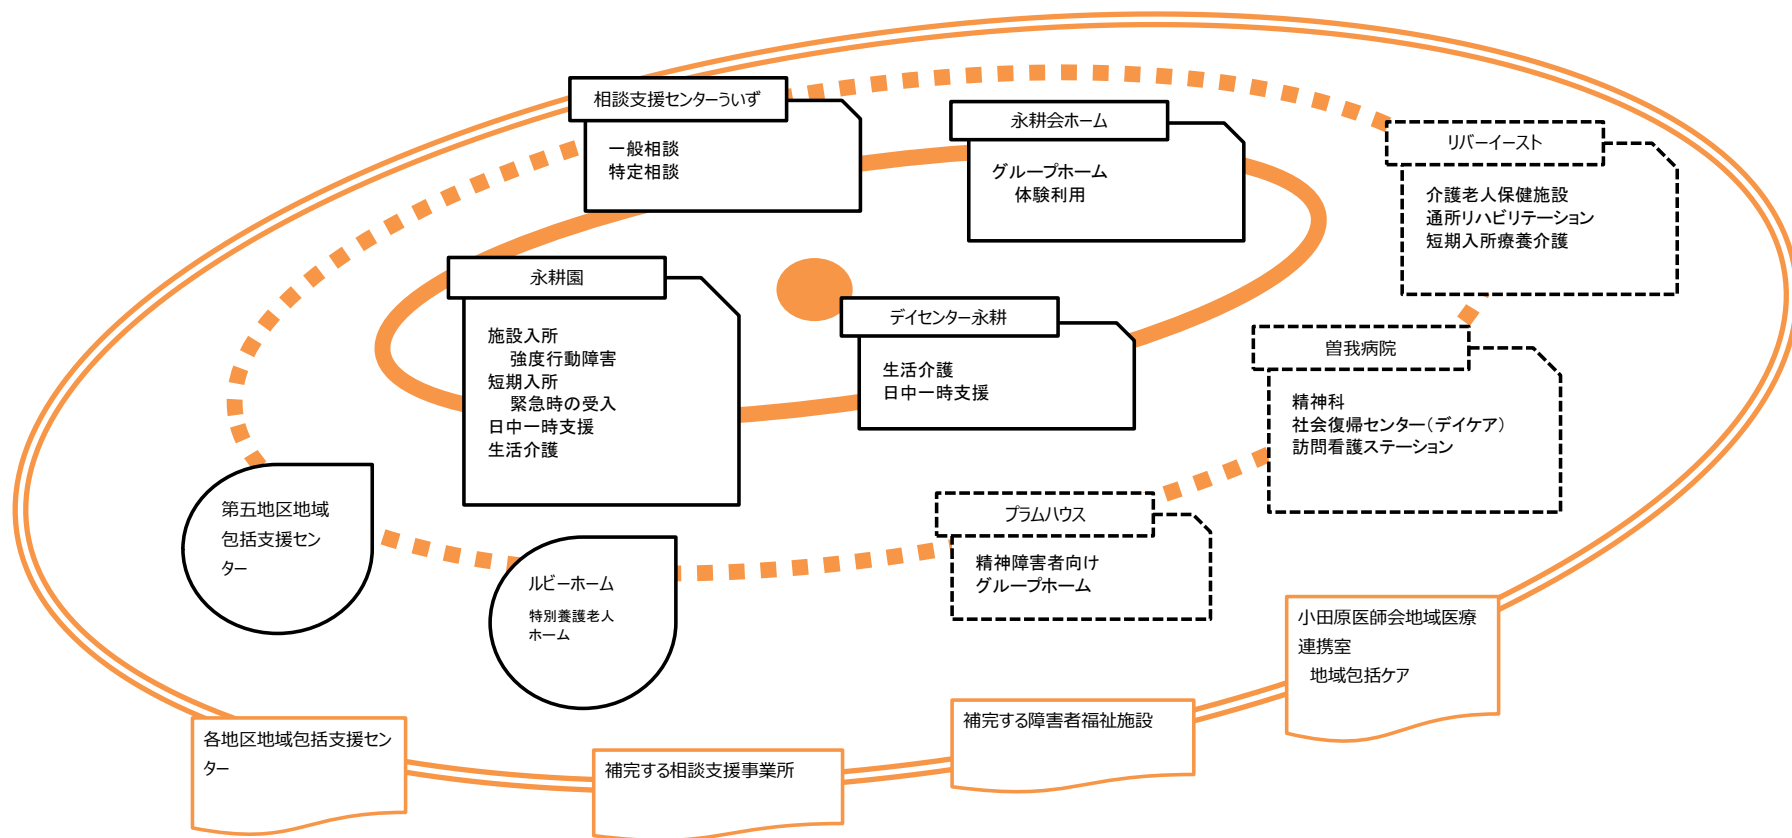 相談支援センターうぃず
一般相談
特定相談
永耕会ホーム
グループホーム
体験利用
リバーイースト
介護老人保健施設
通所リハビリテーション
短期入所療養介護
永耕園
施設入所
強度行動障害
短期入所
緊急時の受入
日中一時支援
生活介護
デイセンター永耕
生活介護
日中一時支援
曽我病院
精神科
社会復帰センター（デイケア）
訪問看護ステーション
第五地区地域
包括支援セン
ター
ルビーホーム
特別養護老人
ホーム
プラムハウス
精神障害者向け
グループホーム
小田原医師会地域医療
連携室
地域包括ケア
各地区地域包括支援セン
ター
補完する相談支援事業所
補完する障害者福祉施設